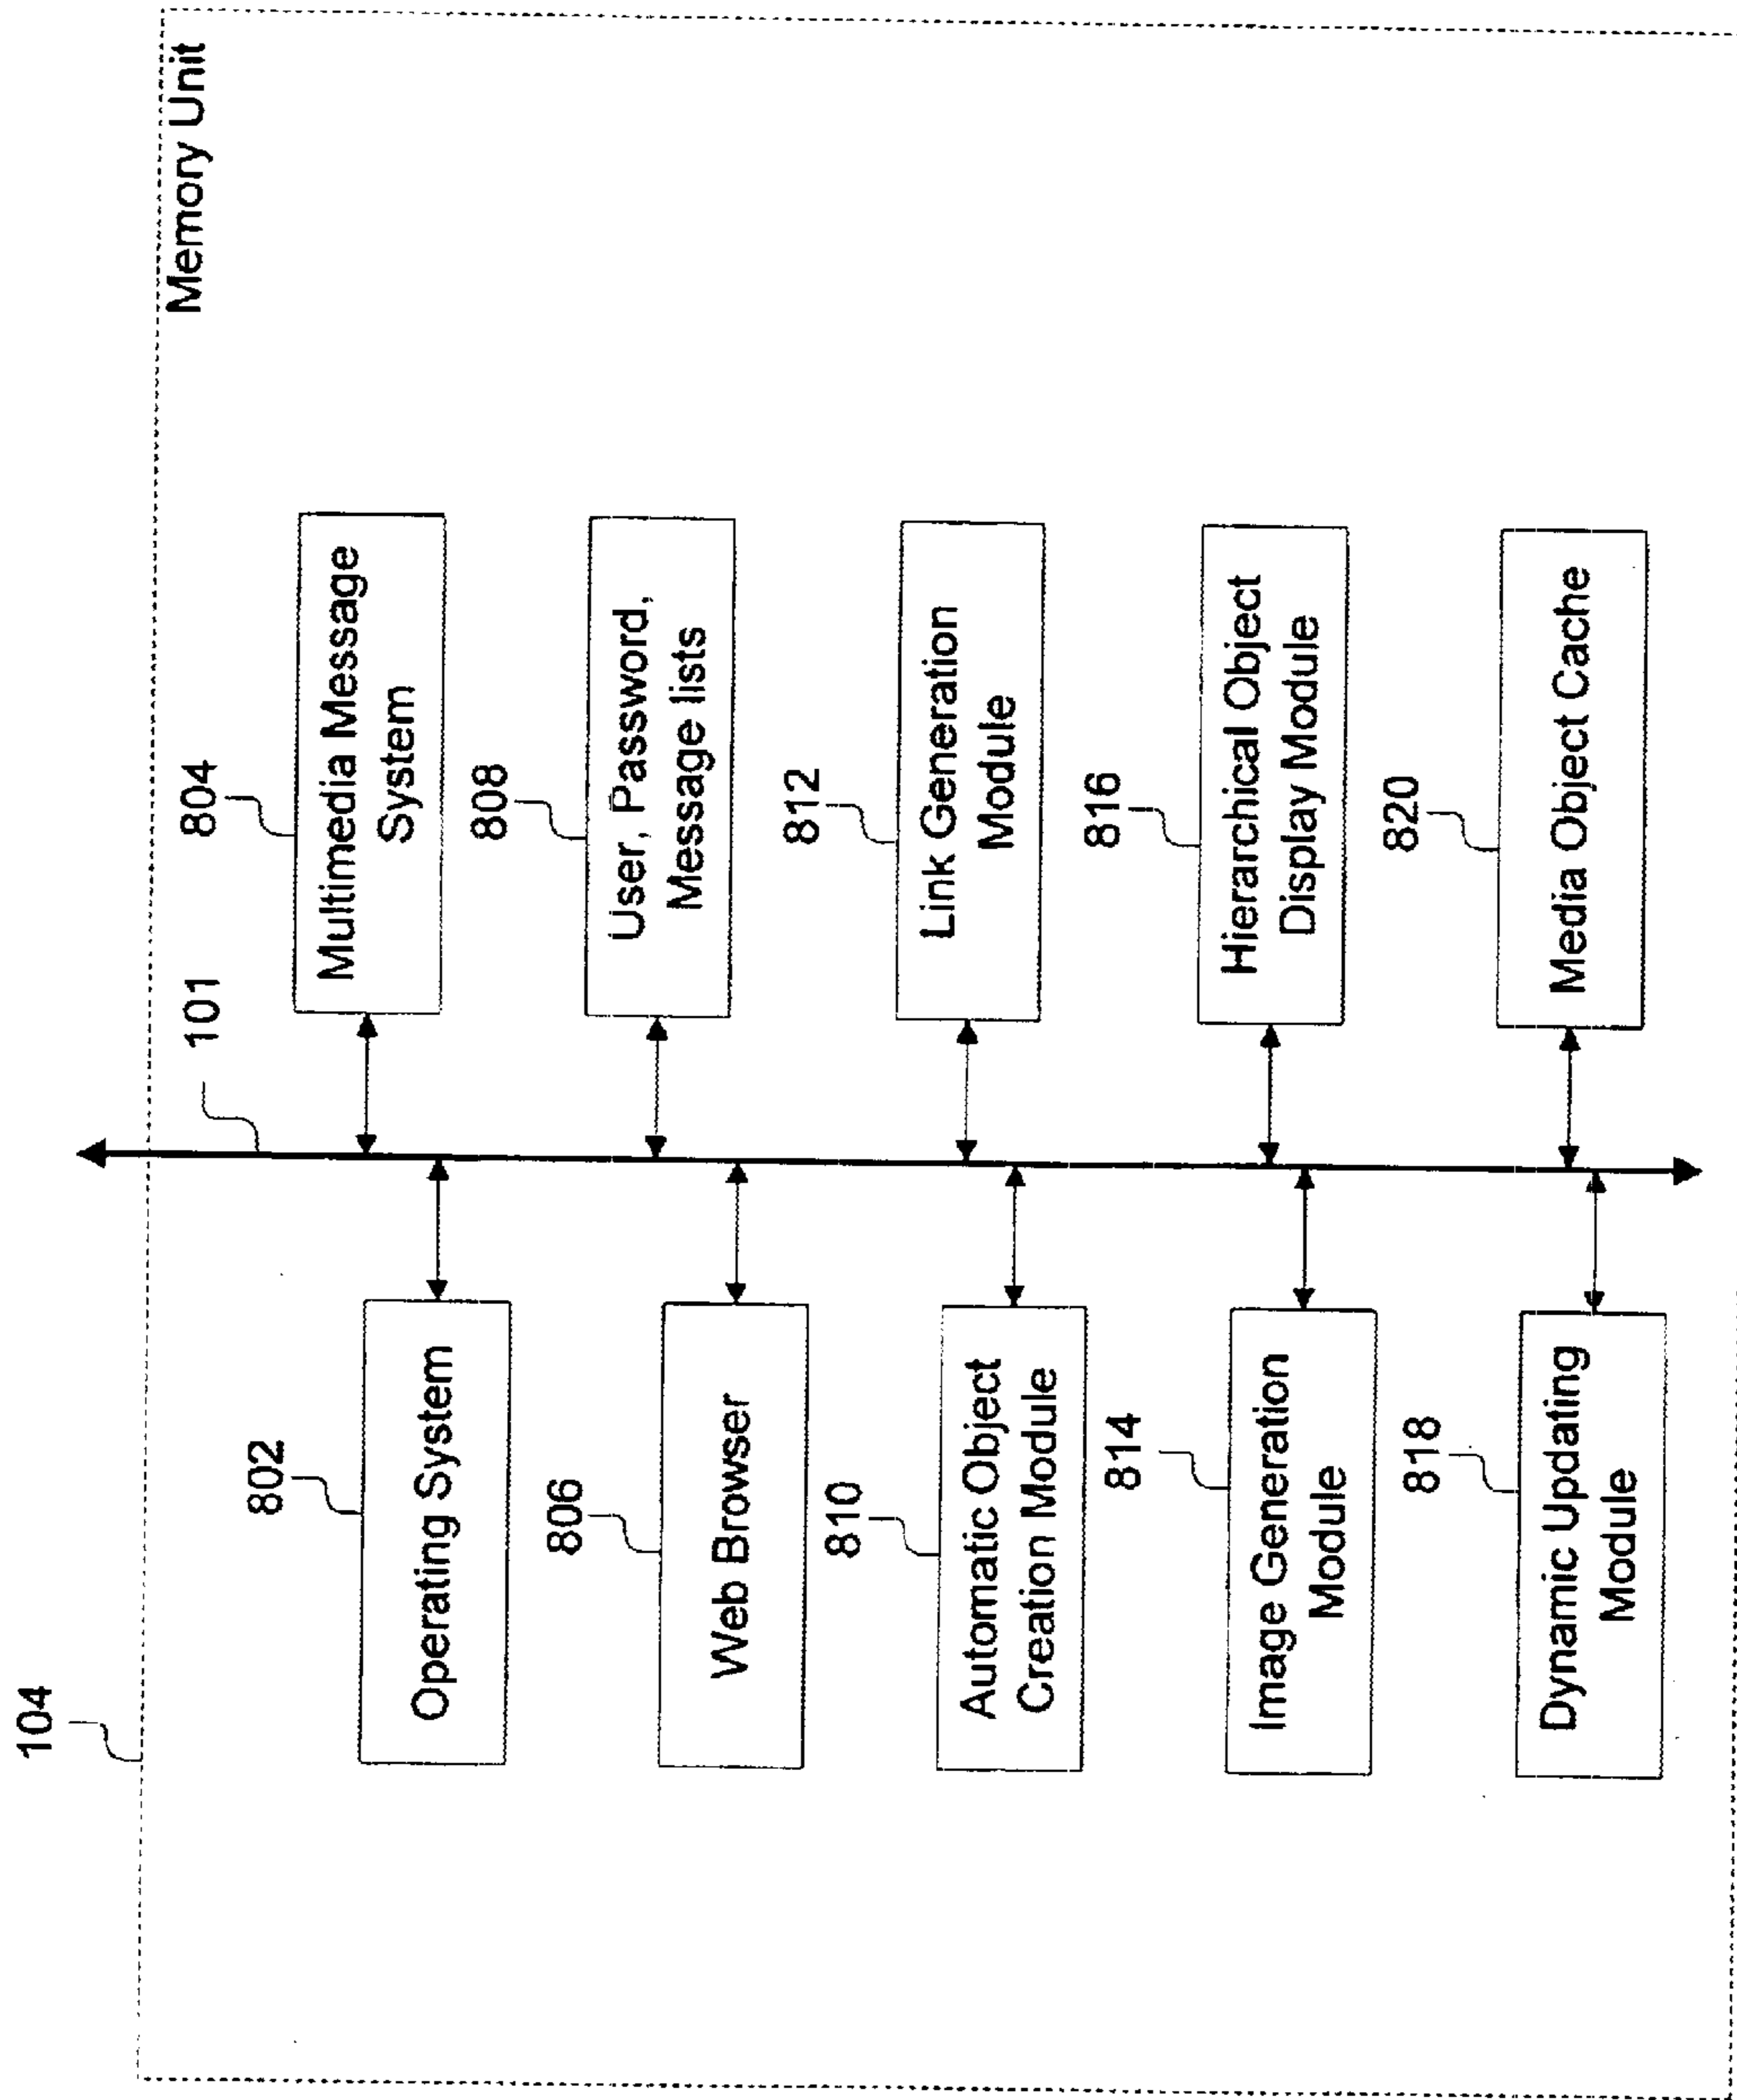 104
Memory Unit
101
802
Operating System
804
Multimedia Message
System
806
Web Browser
808
User, Password,
Message lists
810
Automatic Object
Creation Module
812
Link Generation
Module
814
Image Generation
Module
816
Hierarchical Object
Display Module
818
Dynamic Updating
Module
820
Media Object Cache